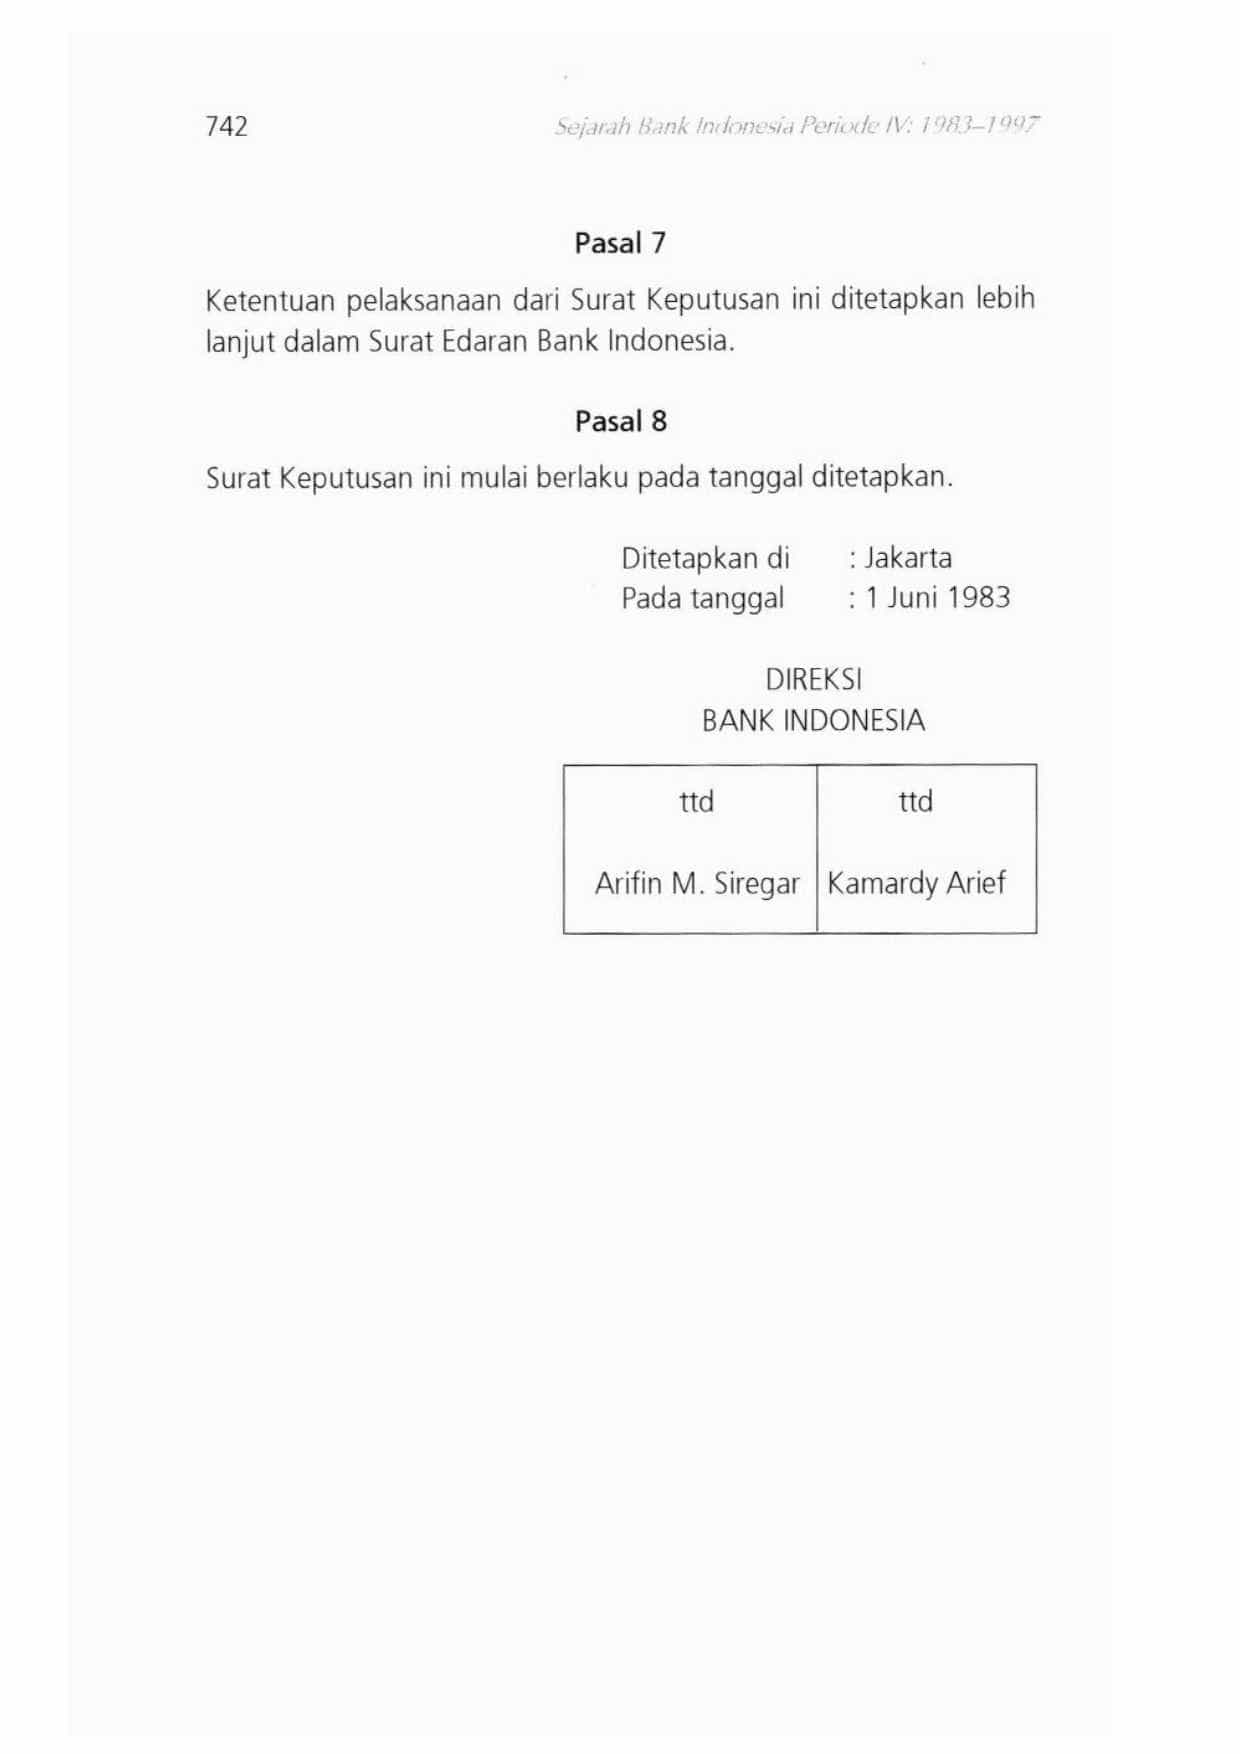 742 Sejarah Bank Indonesia Periode IV: 1983–1997
Pasal 7
Ketentuan pelaksanaan dari Surat Keputusan ini ditetapkan lebih
lanjut dalam Surat Edaran Bank Indonesia.
Pasal 8
Surat Keputusan ini mulai berlaku pada tanggal ditetapkan.
Ditetapkan di : Jakarta
Pada tanggal : 1 Juni 1983
DIREKSI
BANK INDONESIA
ttd ttd
Arifin M. Siregar Kamardy Arief